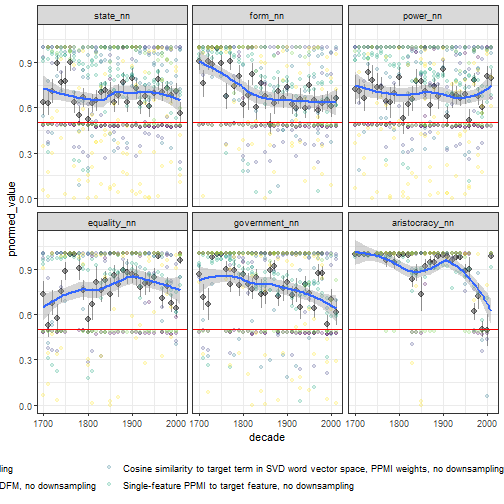 state_nn form_nn power_nn
0.9
0.6
0.3
0.0
equality_nn government_nn aristocracy_nn
0.9
0.6
0.3
0.0
1700 1800 1900 2000 1700 1800 1900 2000 1700 1800 1900 2000
decade
pnormed_value
ling Cosine similarity to target term in SVD word vector space, PPMI weights, no downsampling
DFM, no downsampling Single-feature PPMI to target feature, no downsampling